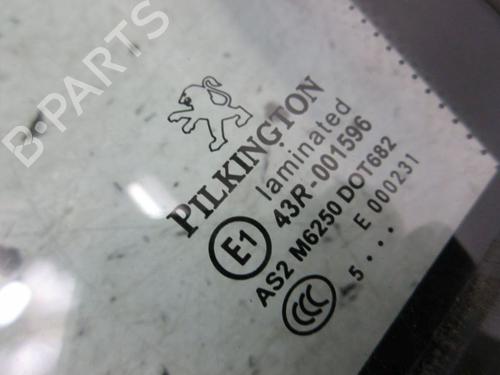 B-PARTS
PILKINGTON
laminated
E1 43R-001596
AS2 M6250 DOT682
E 000231
CCC 5...